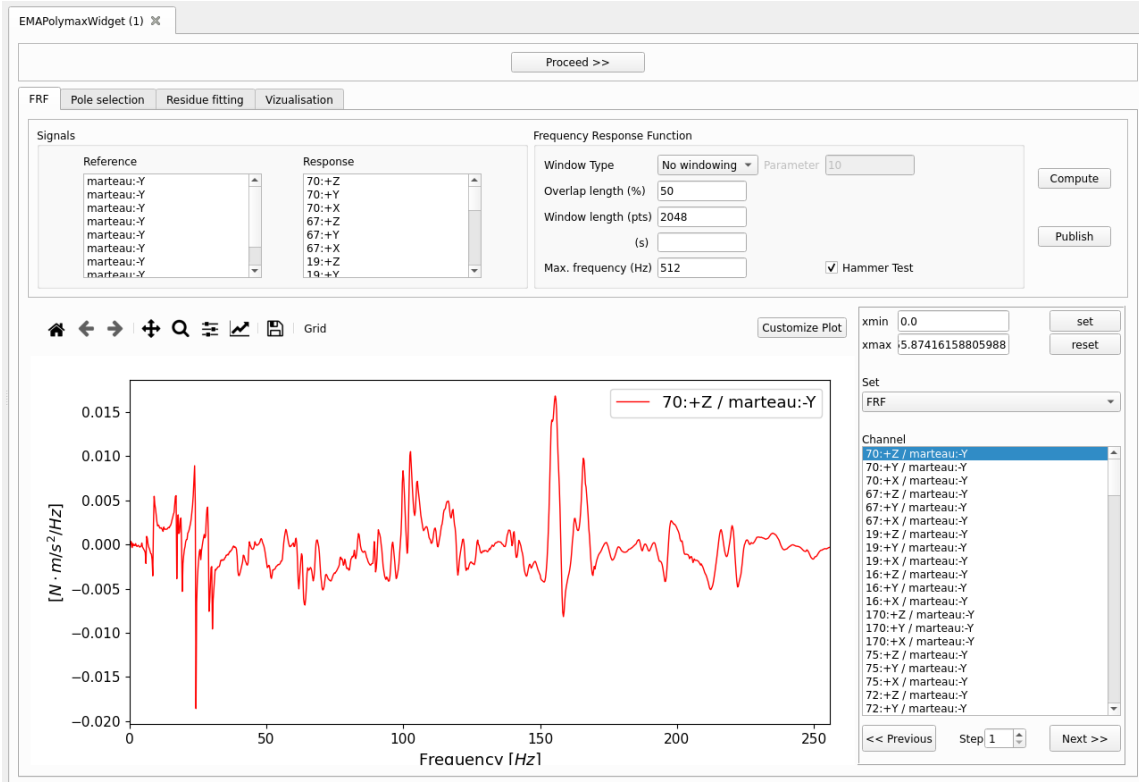 EMAPolymaxWidget (1)
Proceed >>
FRF Pole selection Residue fitting Vizualisation
Signals
Reference
marteau:-Y
marteau:-Y
marteau:-Y
marteau:-Y
marteau:-Y
marteau:-Y
marteau:-Y
marteau:-Y
Response
70:+Z
70:+Y
70:+X
67:+Z
67:+Y
67:+X
19:+Z
19:+Y
Frequency Response Function
Window Type No windowing Parameter 10
Overlap length (%) 50
Window length (pts) 2048
(s)
Max. frequency (Hz) 512 Hammer Test
Compute
Publish
Grid
Customize Plot
70:+Z / marteau:-Y
[N · m/s²/Hz]
0.015
0.010
0.005
0.000
−0.005
−0.010
−0.015
−0.020
0 50 100 150 200 250
Frequency [Hz]
xmin 0.0 set
xmax 5.87416158805988 reset
Set
FRF
Channel
70:+Z / marteau:-Y
70:+Y / marteau:-Y
70:+X / marteau:-Y
67:+Z / marteau:-Y
67:+Y / marteau:-Y
67:+X / marteau:-Y
19:+Z / marteau:-Y
19:+Y / marteau:-Y
19:+X / marteau:-Y
16:+Z / marteau:-Y
16:+Y / marteau:-Y
16:+X / marteau:-Y
170:+Z / marteau:-Y
170:+Y / marteau:-Y
170:+X / marteau:-Y
75:+Z / marteau:-Y
75:+Y / marteau:-Y
75:+X / marteau:-Y
72:+Z / marteau:-Y
72:+Y / marteau:-Y
<< Previous Step 1 Next >>